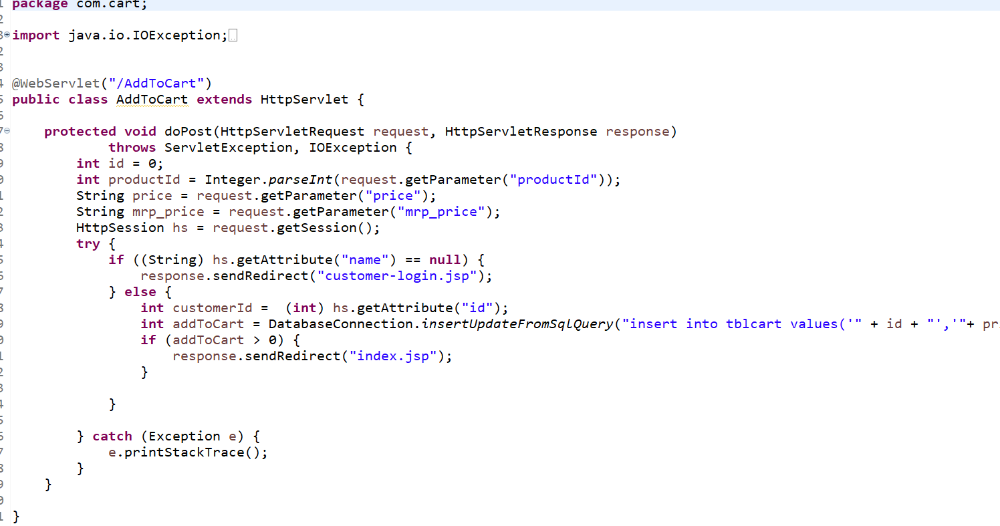 package com.cart;
import java.io.IOException;
@WebServlet("/AddToCart")
public class AddToCart extends HttpServlet {
protected void doPost(HttpServletRequest request, HttpServletResponse response)
throws ServletException, IOException {
int id = 0;
int productId = Integer.parseInt(request.getParameter("productId"));
String price = request.getParameter("price");
String mrp_price = request.getParameter("mrp_price");
HttpSession hs = request.getSession();
try {
if ((String) hs.getAttribute("name") == null) {
response.sendRedirect("customer-login.jsp");
} else {
int customerId =  (int) hs.getAttribute("id");
int addToCart = DatabaseConnection.insertUpdateFromSqlQuery("insert into tblcart values('" + id + "','"+ pr
if (addToCart > 0) {
response.sendRedirect("index.jsp");
}
}
} catch (Exception e) {
e.printStackTrace();
}
}
}